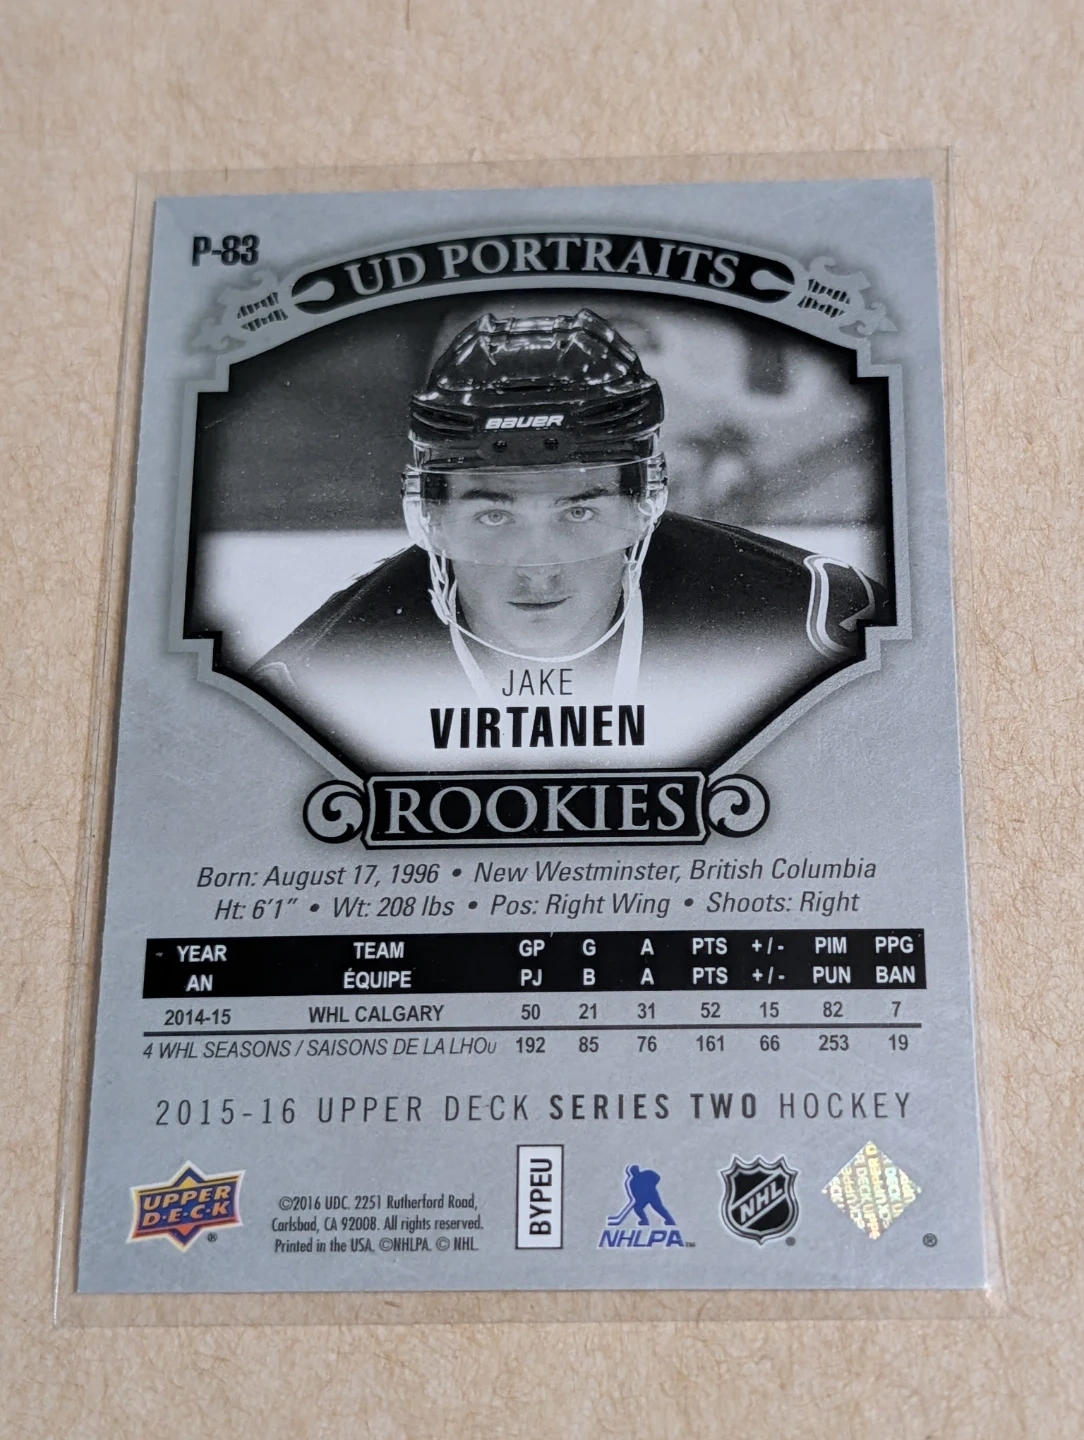 P-83
UD PORTRAITS
BAUER
JAKE
VIRTANEN
ROOKIES
Born: August 17, 1996 • New Westminster, British Columbia
Ht: 6'1" • Wt: 208 lbs • Pos: Right Wing • Shoots: Right
YEAR TEAM GP G A PTS +/- PIM PPG
AN ÉQUIPE PJ B A PTS +/- PUN BAN
2014-15 WHL CALGARY 50 21 31 52 15 82 7
4 WHL SEASONS / SAISONS DE LA LHOu 192 85 76 161 66 253 19
2015-16 UPPER DECK SERIES TWO HOCKEY
UPPER
D·E·C·K
®
©2016 UDC. 2251 Rutherford Road,
Carlsbad, CA 92008. All rights reserved.
Printed in the USA. ©NHLPA. © NHL.
BYPEU
NHLPA™
NHL
®
®